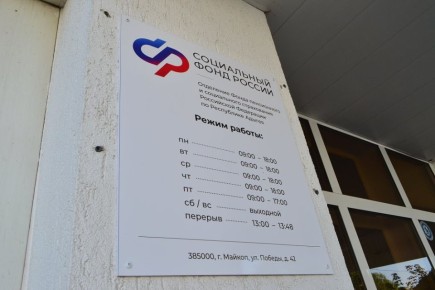 СОЦИАЛЬНЫЙ
ФОНД РОССИИ
Отделение Фонда пенсионного
и социального страхования
Российской Федерации
по Республике Адыгея
Режим работы:
пн 09:00 - 18:00
вт 09:00 - 18:00
ср 09:00 - 18:00
чт 09:00 - 18:00
пт 09:00 - 17:00
сб / вс выходной
перерыв 13:00 - 13:48
385000, г. Майкоп, ул. Победы, д. 42